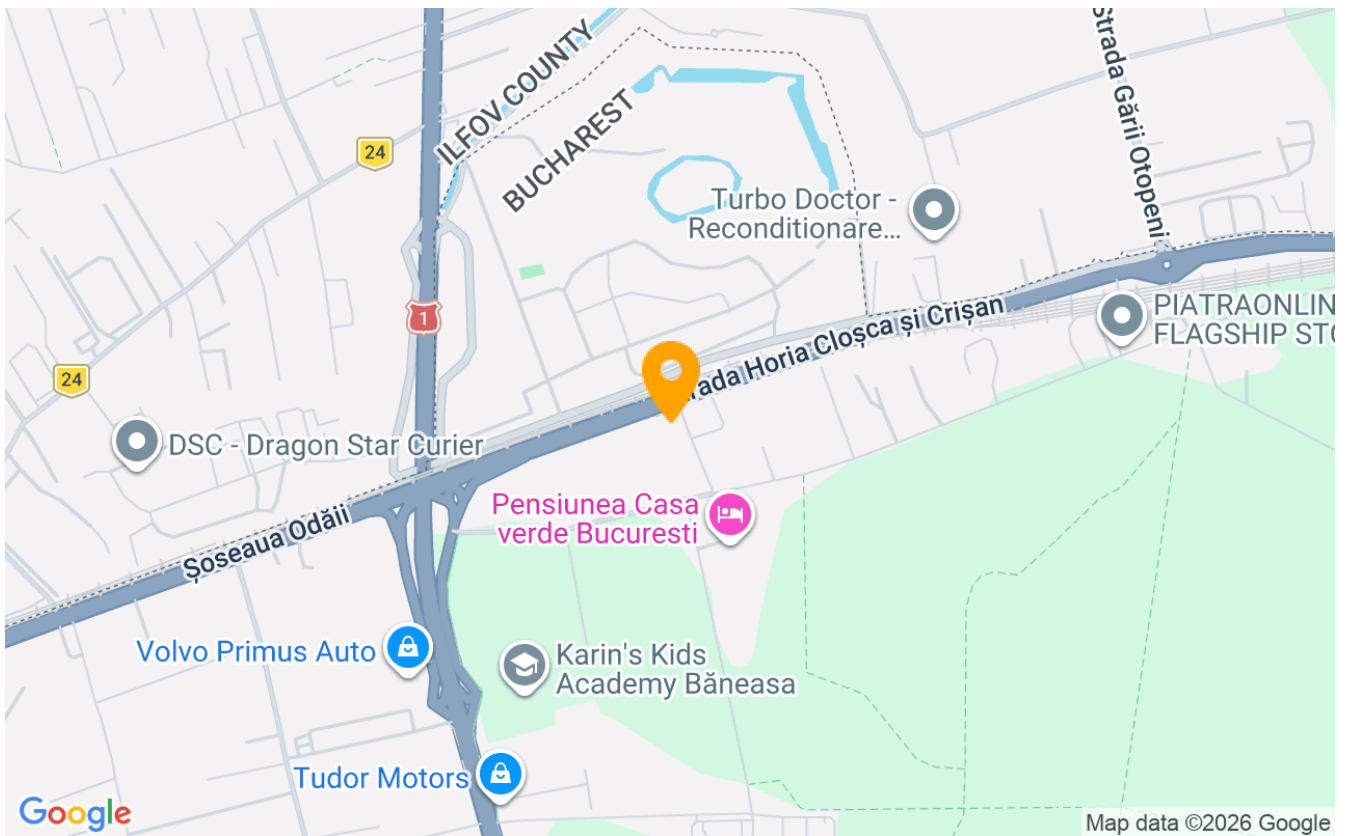 Strada Gării Otopeni
ILFOV COUNTY
BUCHAREST
24
Turbo Doctor -
Reconditionare...
1
PIATRAONLIN
FLAGSHIP STO
rada Horia Cloșca și Crișan
24
DSC - Dragon Star Curier
Pensiunea Casa
verde Bucuresti
Șoseaua Odăii
Volvo Primus Auto
Karin's Kids
Academy Băneasa
Tudor Motors
Google
Map data ©2026 Google